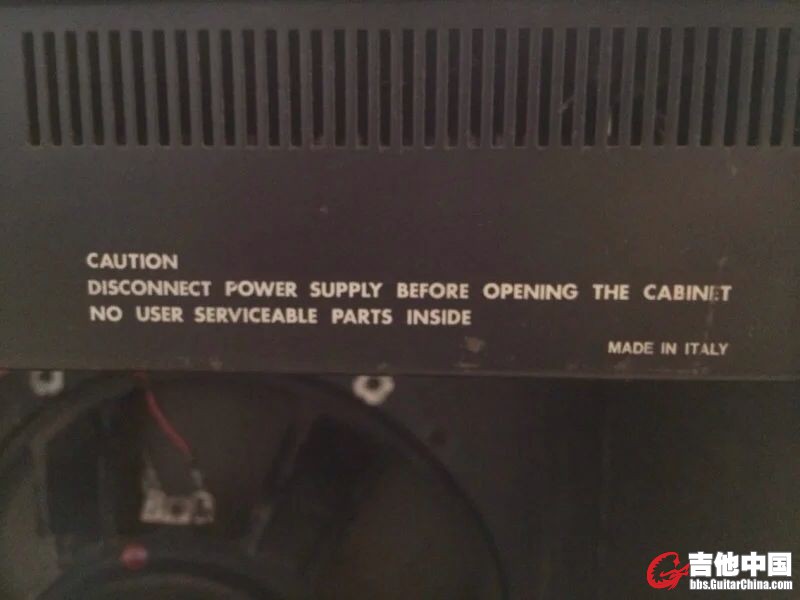 CAUTION
DISCONNECT POWER SUPPLY BEFORE OPENING THE CABINET
NO USER SERVICEABLE PARTS INSIDE
MADE IN ITALY
吉他中国
bbs.GuitarChina.com